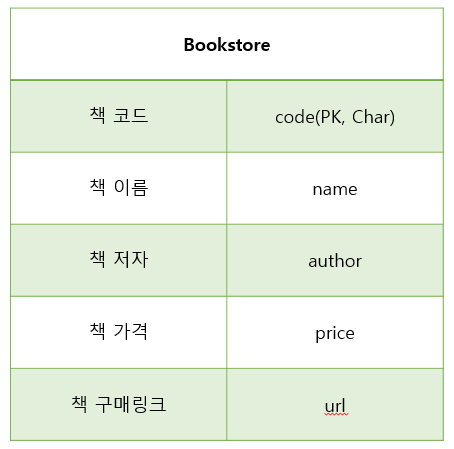 Bookstore
책 코드 code(PK, Char)
책 이름 name
책 저자 author
책 가격 price
책 구매링크 url